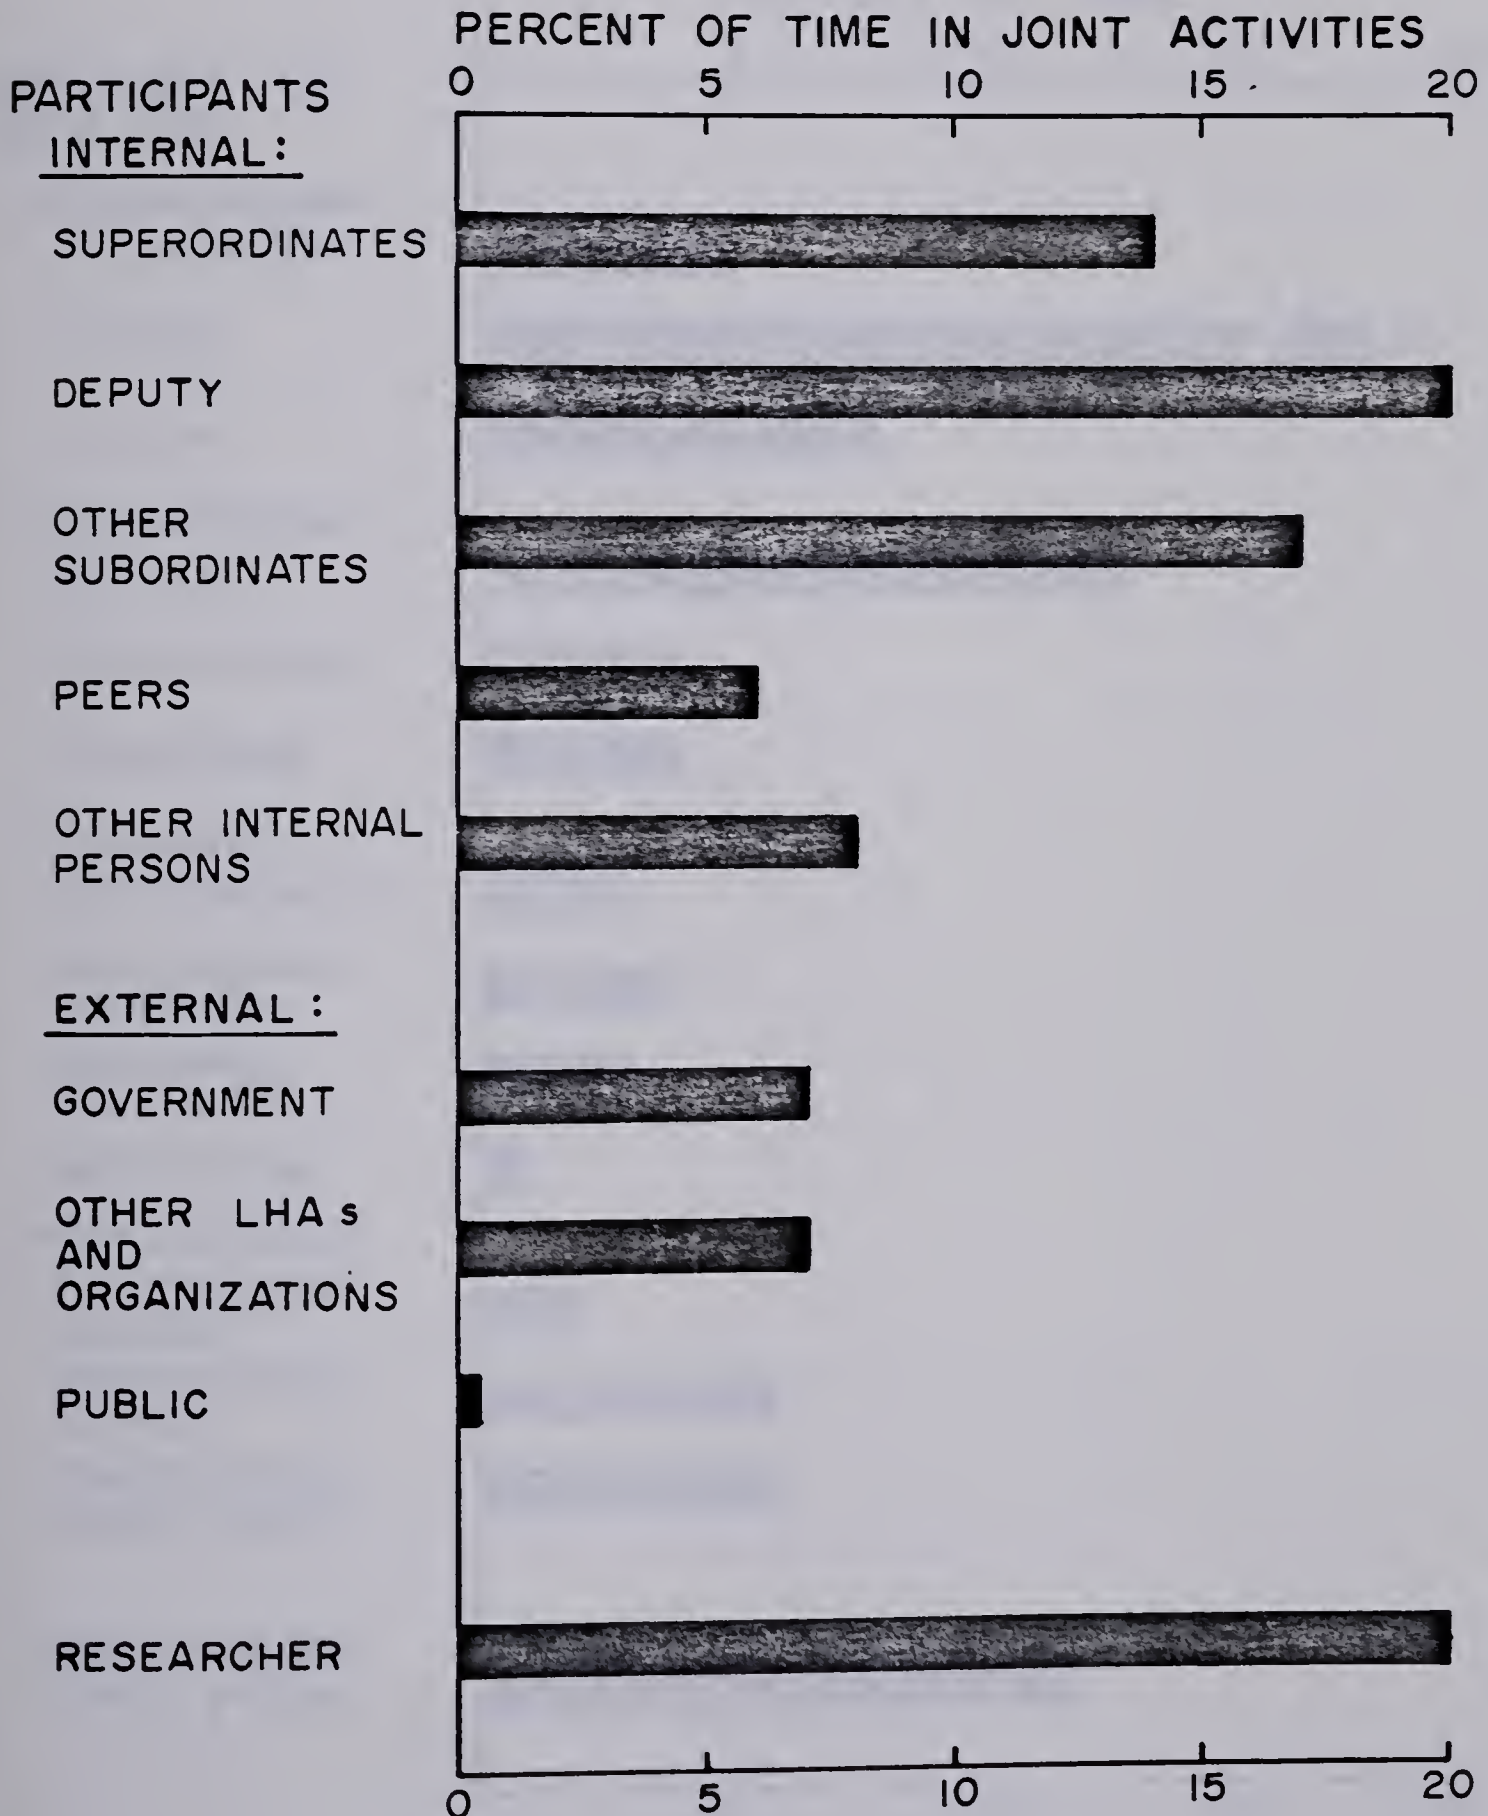 PERCENT OF TIME IN JOINT ACTIVITIES
0 5 10 15 20
PARTICIPANTS
INTERNAL:
SUPERORDINATES
DEPUTY
OTHER
SUBORDINATES
PEERS
OTHER INTERNAL
PERSONS
EXTERNAL:
GOVERNMENT
OTHER LHAs
AND
ORGANIZATIONS
PUBLIC
RESEARCHER
0 5 10 15 20